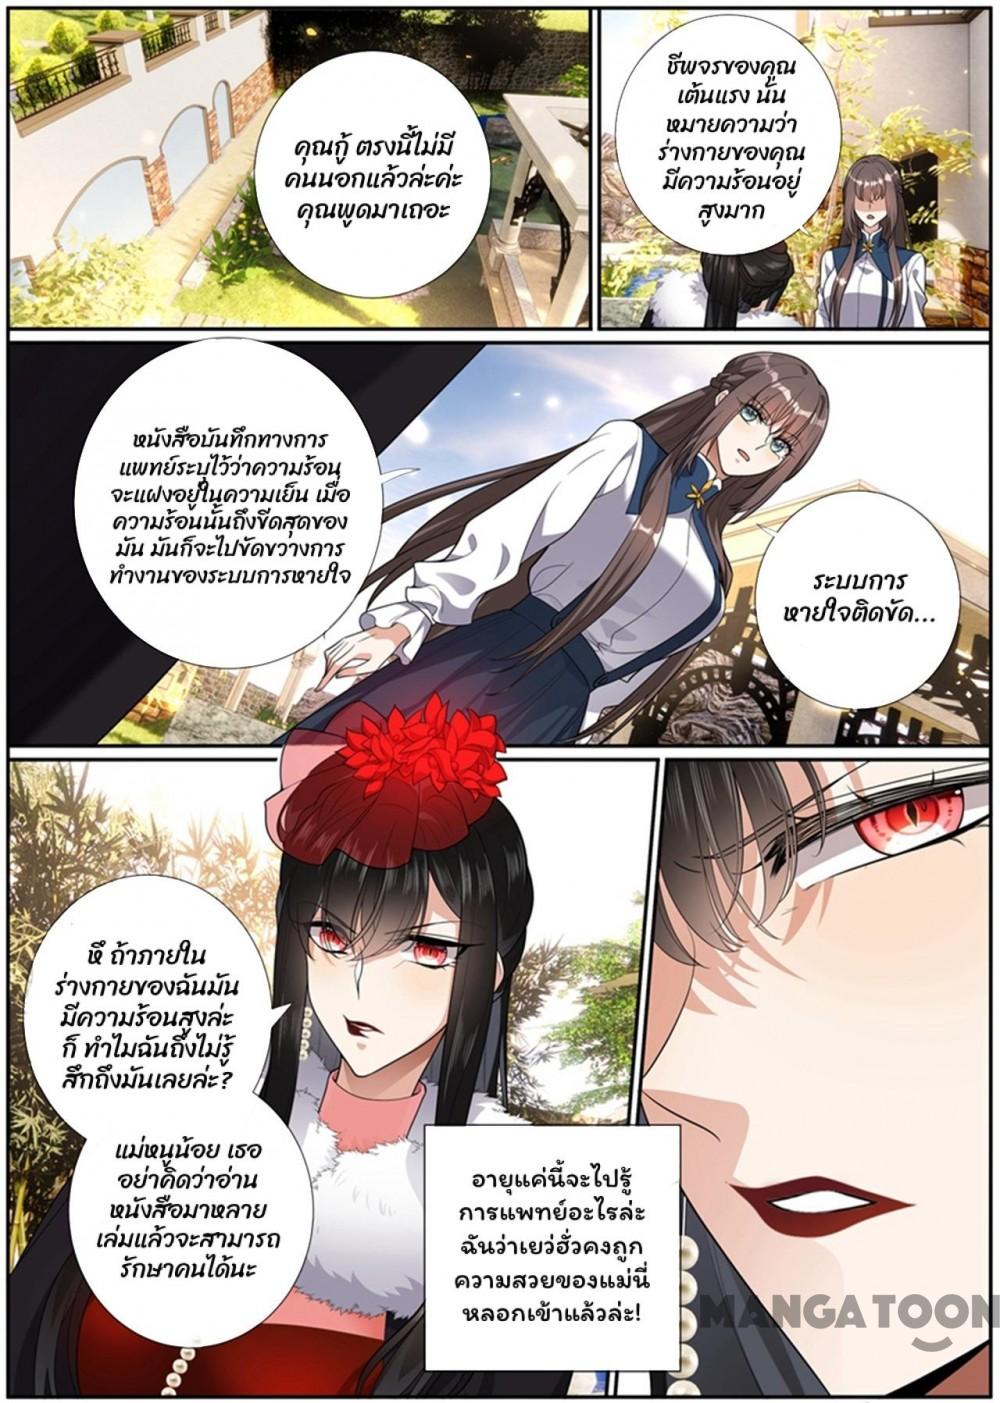 คุณกู้ ตรงนี้ไม่มี
คนนอกแล้วล่ะค่ะ
คุณพูดมาเถอะ
ชีพจรของคุณ
เต้นแรง นั่น
หมายความว่า
ร่างกายของคุณ
มีความร้อนอยู่
สูงมาก
หนังสือบันทึกทางการ
แพทย์ระบุไว้ว่าความร้อน
จะแฝงอยู่ในความเย็น เมื่อ
ความร้อนนั้นถึงขีดสุดของ
มัน มันก็จะไปขัดขวางการ
ทำงานของระบบการหายใจ
ระบบการ
หายใจติดขัด...
หึ ถ้าภายใน
ร่างกายของฉันมัน
มีความร้อนสูงล่ะ
ก็ ทำไมฉันถึงไม่รู้
สึกถึงมันเลยล่ะ?
แม่หนูน้อย เธอ
อย่าคิดว่าอ่าน
หนังสือมาหลาย
เล่มแล้วจะสามารถ
รักษาคนได้นะ
อายุแค่นี้จะไปรู้
การแพทย์อะไรล่ะ
ฉันว่าเยว่ฮั่วคงถูก
ความสวยของแม่นี่
หลอกเข้าแล้วล่ะ!
MANGATOON